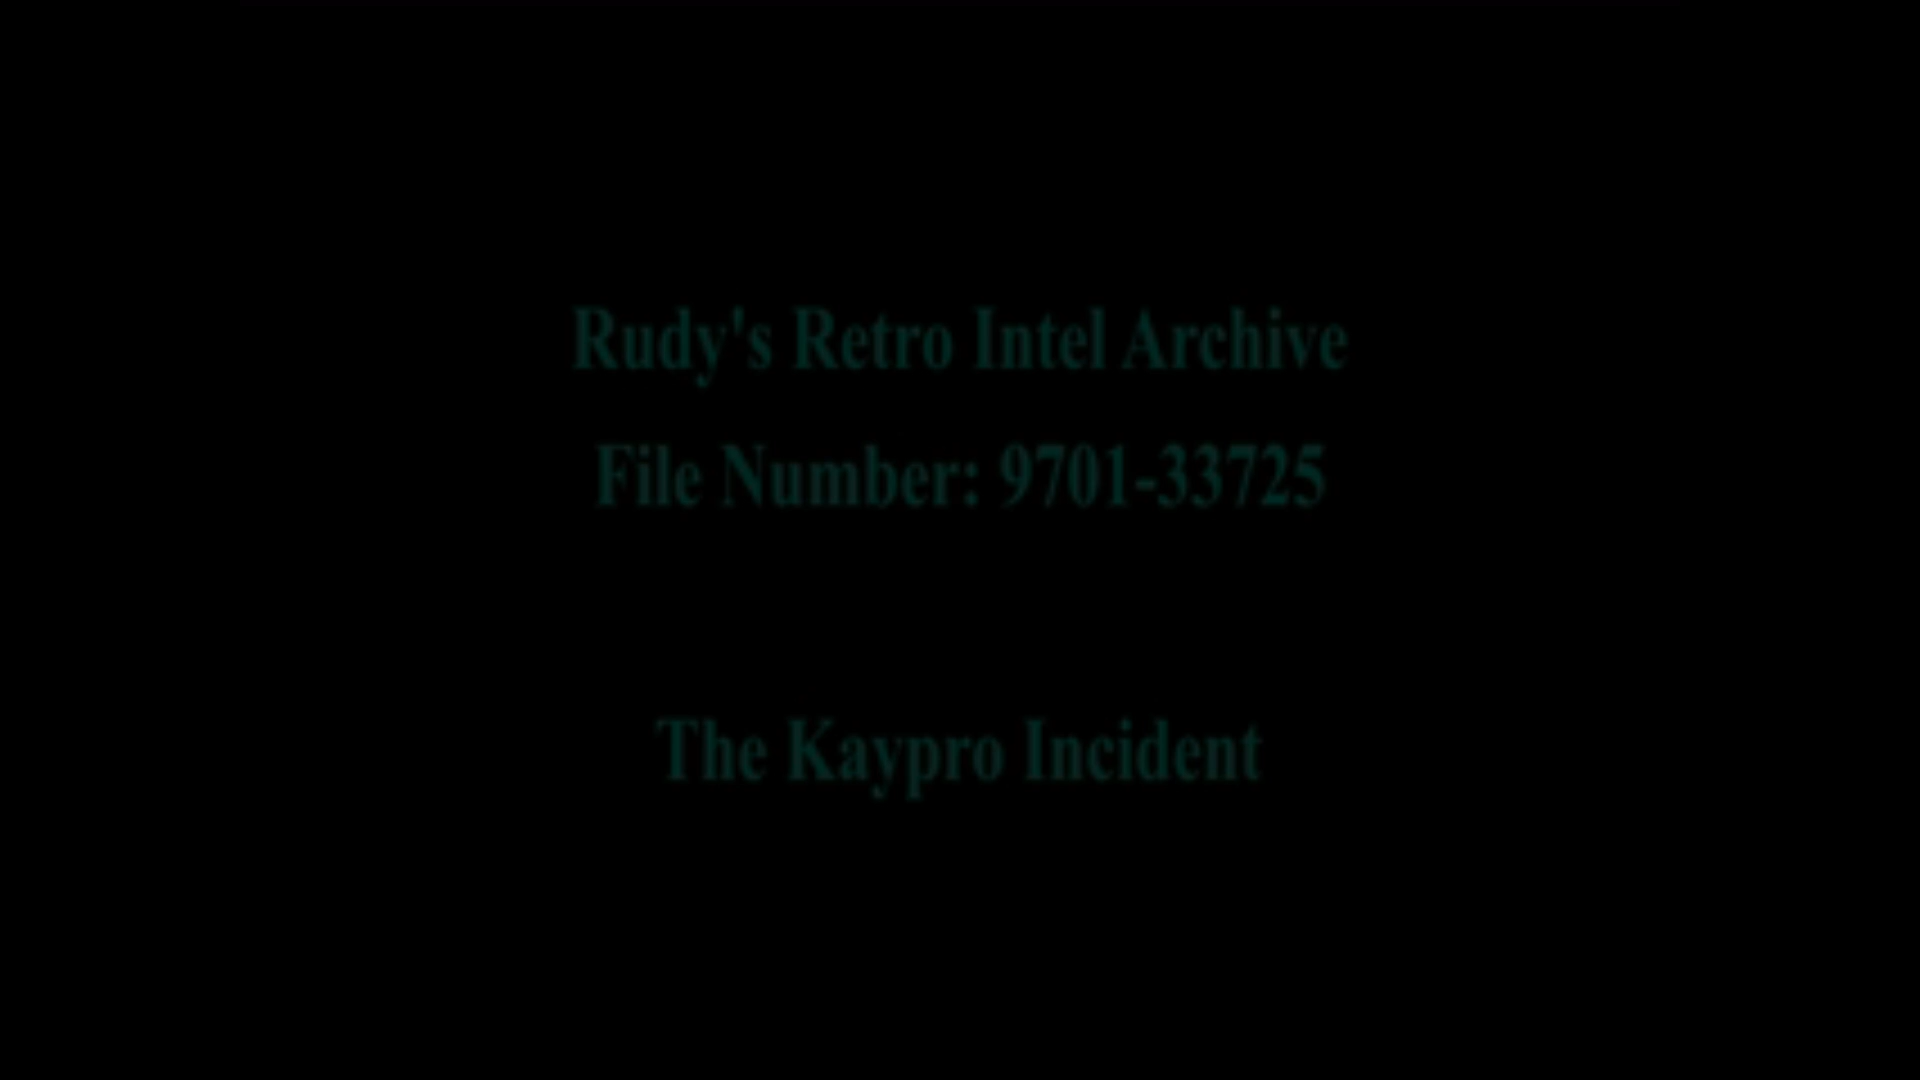 Rudy's Retro Intel Archive
File Number: 9701-33725
The Kaypro Incident